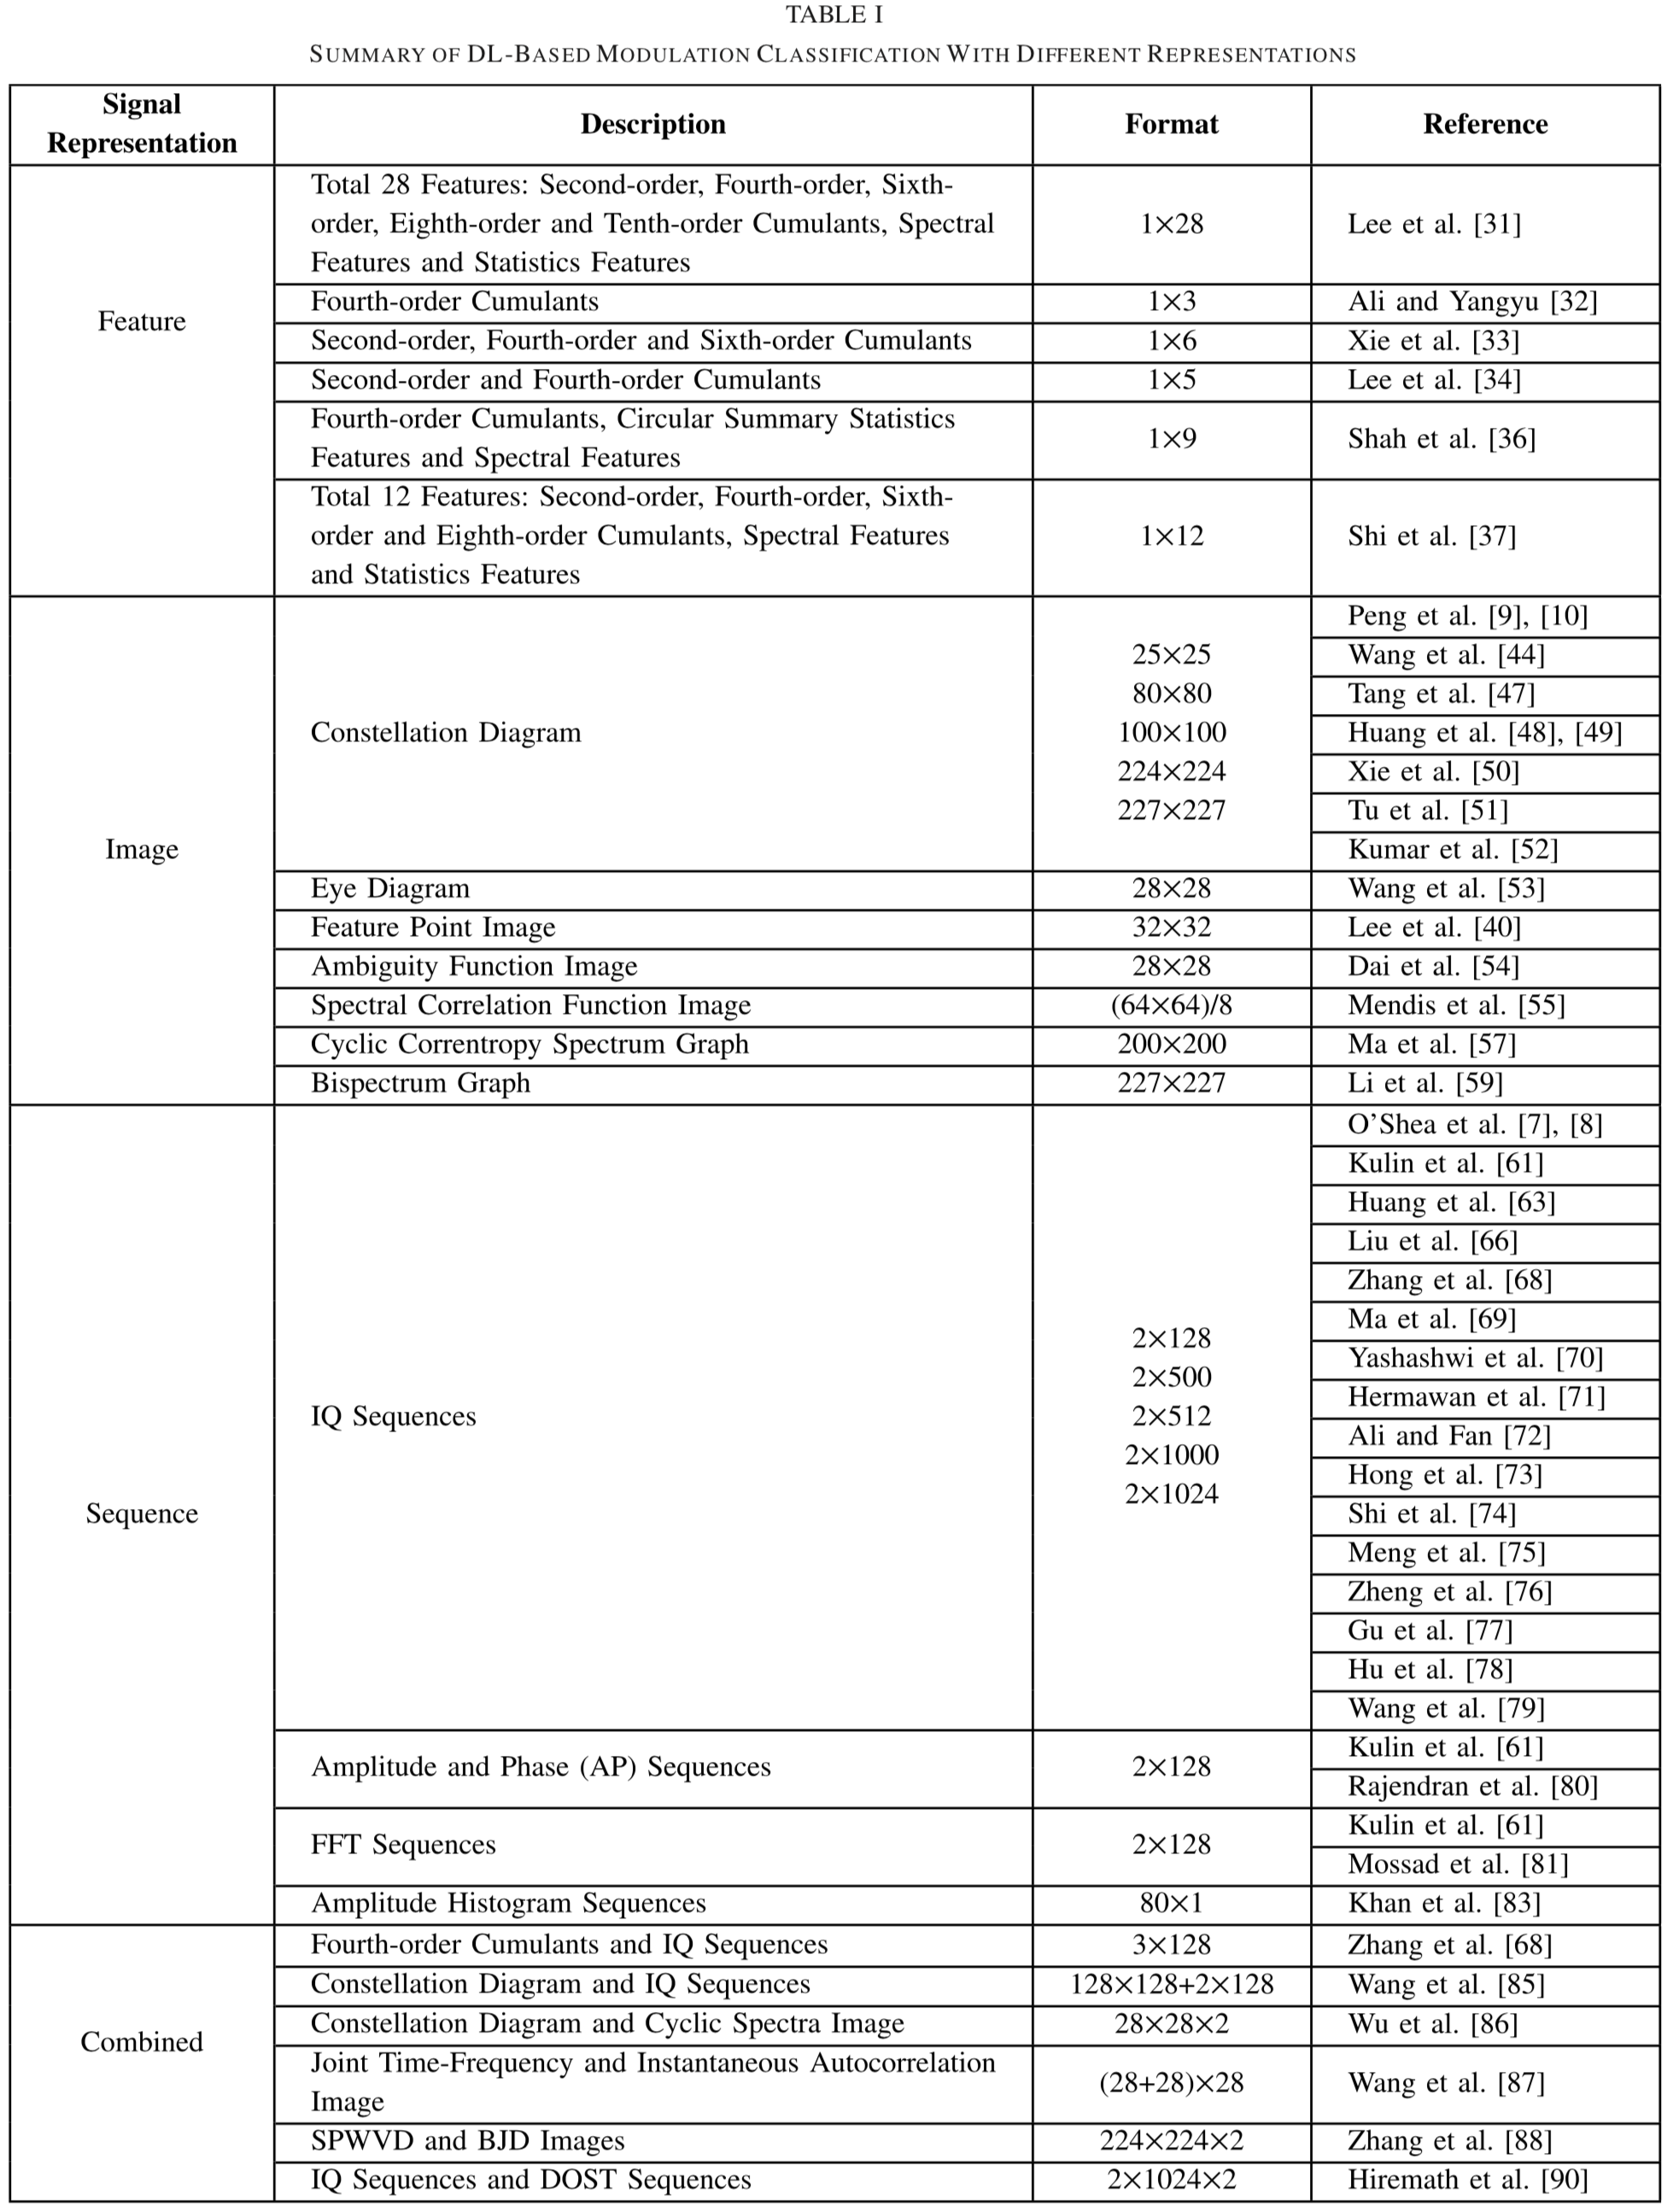 TABLE I
SUMMARY OF DL-BASED MODULATION CLASSIFICATION WITH DIFFERENT REPRESENTATIONS
Signal
Representation
Description
Format
Reference
Feature
Total 28 Features: Second-order, Fourth-order, Sixth-
order, Eighth-order and Tenth-order Cumulants, Spectral
Features and Statistics Features
1×28
Lee et al. [31]
Fourth-order Cumulants
1×3
Ali and Yangyu [32]
Second-order, Fourth-order and Sixth-order Cumulants
1×6
Xie et al. [33]
Second-order and Fourth-order Cumulants
1×5
Lee et al. [34]
Fourth-order Cumulants, Circular Summary Statistics
Features and Spectral Features
1×9
Shah et al. [36]
Total 12 Features: Second-order, Fourth-order, Sixth-
order and Eighth-order Cumulants, Spectral Features
and Statistics Features
1×12
Shi et al. [37]
Image
Constellation Diagram
25×25
80×80
100×100
224×224
227×227
Peng et al. [9], [10]
Wang et al. [44]
Tang et al. [47]
Huang et al. [48], [49]
Xie et al. [50]
Tu et al. [51]
Kumar et al. [52]
Eye Diagram
28×28
Wang et al. [53]
Feature Point Image
32×32
Lee et al. [40]
Ambiguity Function Image
28×28
Dai et al. [54]
Spectral Correlation Function Image
(64×64)/8
Mendis et al. [55]
Cyclic Correntropy Spectrum Graph
200×200
Ma et al. [57]
Bispectrum Graph
227×227
Li et al. [59]
Sequence
IQ Sequences
2×128
2×500
2×512
2×1000
2×1024
O'Shea et al. [7], [8]
Kulin et al. [61]
Huang et al. [63]
Liu et al. [66]
Zhang et al. [68]
Ma et al. [69]
Yashashwi et al. [70]
Hermawan et al. [71]
Ali and Fan [72]
Hong et al. [73]
Shi et al. [74]
Meng et al. [75]
Zheng et al. [76]
Gu et al. [77]
Hu et al. [78]
Wang et al. [79]
Amplitude and Phase (AP) Sequences
2×128
Kulin et al. [61]
Rajendran et al. [80]
FFT Sequences
2×128
Kulin et al. [61]
Mossad et al. [81]
Amplitude Histogram Sequences
80×1
Khan et al. [83]
Combined
Fourth-order Cumulants and IQ Sequences
3×128
Zhang et al. [68]
Constellation Diagram and IQ Sequences
128×128+2×128
Wang et al. [85]
Constellation Diagram and Cyclic Spectra Image
28×28×2
Wu et al. [86]
Joint Time-Frequency and Instantaneous Autocorrelation
Image
(28+28)×28
Wang et al. [87]
SPWVD and BJD Images
224×224×2
Zhang et al. [88]
IQ Sequences and DOST Sequences
2×1024×2
Hiremath et al. [90]